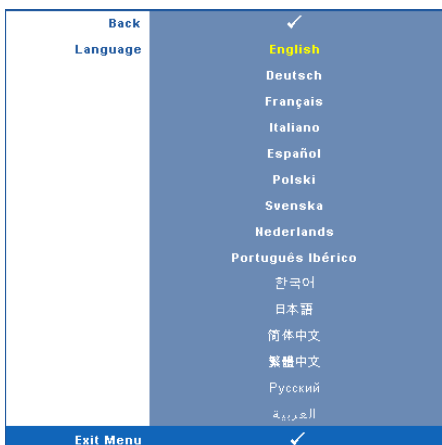 Back ✓
Language English
Deutsch
Français
Italiano
Español
Polski
Svenska
Nederlands
Português Ibérico
한국어
日本語
简体中文
繁體中文
Русский
العربية
Exit Menu ✓